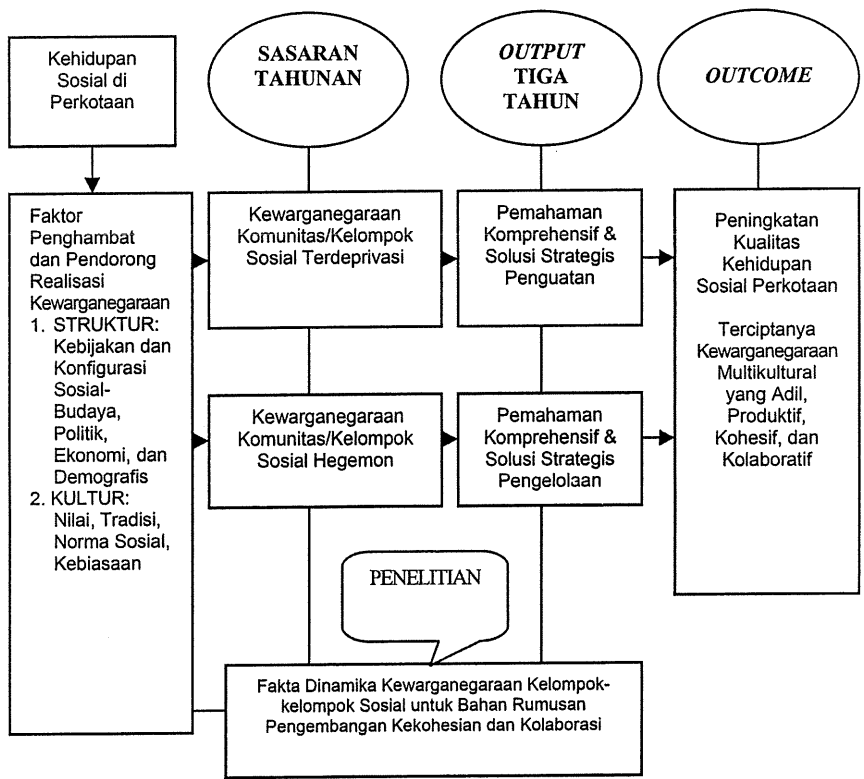 Kehidupan
Sosial di
Perkotaan
SASARAN
TAHUNAN
OUTPUT
TIGA
TAHUN
OUTCOME
Faktor
Penghambat
dan Pendorong
Realisasi
Kewarganegaraan
1. STRUKTUR:
Kebijakan dan
Konfigurasi
Sosial-
Budaya,
Politik,
Ekonomi, dan
Demografis
2. KULTUR:
Nilai, Tradisi,
Norma Sosial,
Kebiasaan
Kewarganegaraan
Komunitas/Kelompok
Sosial Terdeprivasi
Pemahaman
Komprehensif &
Solusi Strategis
Penguatan
Peningkatan
Kualitas
Kehidupan
Sosial Perkotaan
Terciptanya
Kewarganegaraan
Multikultural
yang Adil,
Produktif,
Kohesif, dan
Kolaboratif
Kewarganegaraan
Komunitas/Kelompok
Sosial Hegemon
Pemahaman
Komprehensif &
Solusi Strategis
Pengelolaan
PENELITIAN
Fakta Dinamika Kewarganegaraan Kelompok-
kelompok Sosial untuk Bahan Rumusan
Pengembangan Kekohesian dan Kolaborasi